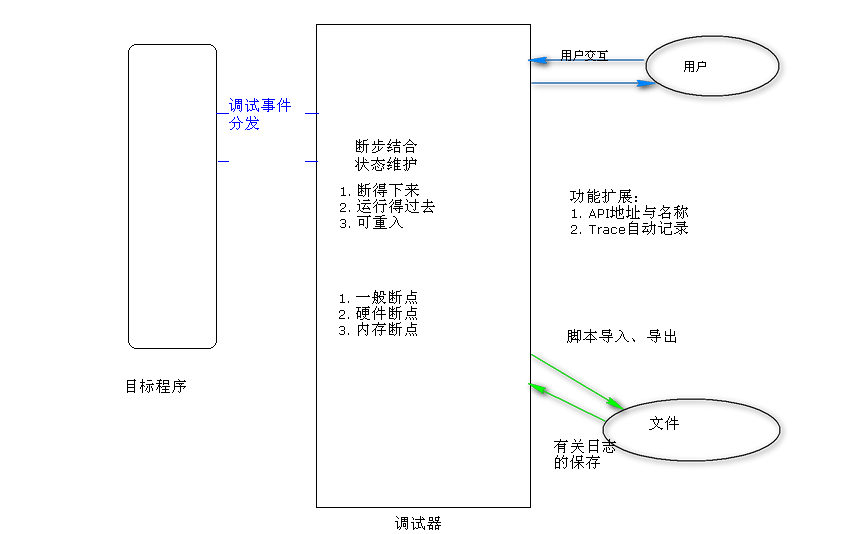 用户交互
用户
调试事件
分发
断步结合
状态维护
1. 断得下来
2. 运行得过去
3. 可重入
功能扩展：
1. API地址与名称
2. Trace自动记录
1. 一般断点
2. 硬件断点
3. 内存断点
脚本导入、导出
目标程序
文件
有关日志
的保存
调试器